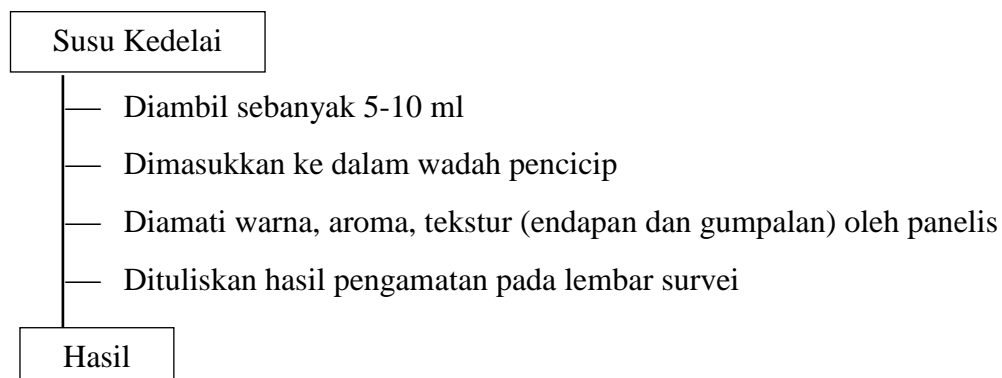 Susu Kedelai
Diambil sebanyak 5-10 ml
Dimasukkan ke dalam wadah pencicip
Diamati warna, aroma, tekstur (endapan dan gumpalan) oleh panelis
Dituliskan hasil pengamatan pada lembar survei
Hasil